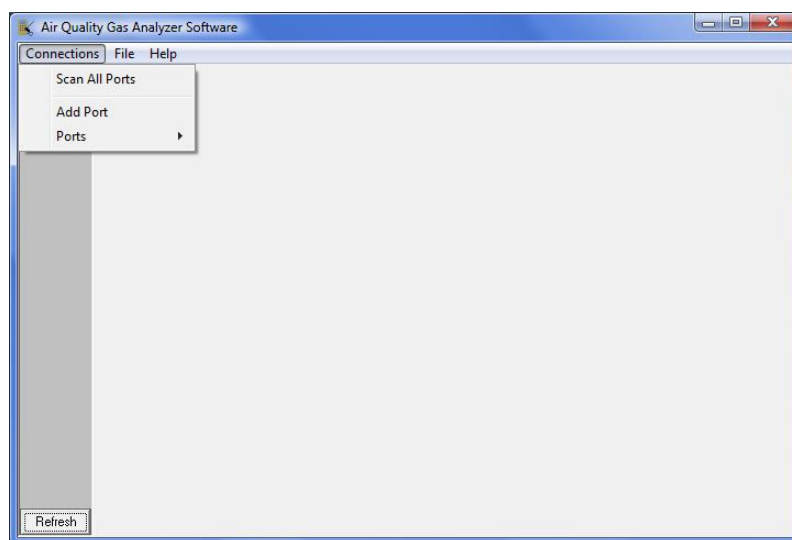 Air Quality Gas Analyzer Software
Connections File Help
Scan All Ports
Add Port
Ports
Refresh